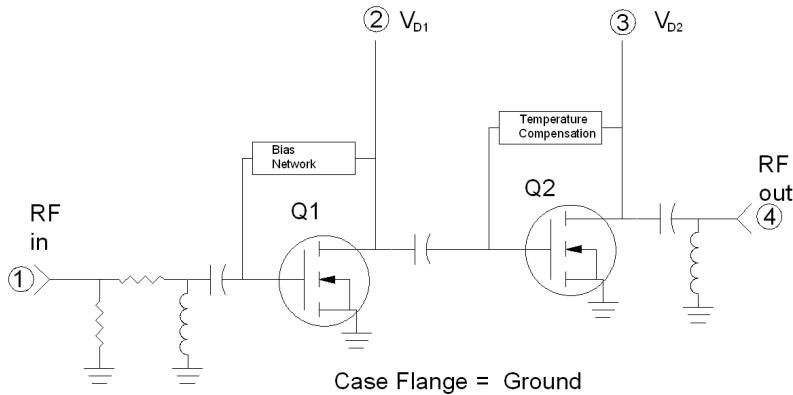 2 V_D1
3 V_D2
Bias
Network
Temperature
Compensation
Q1
Q2
RF
in
1
RF
out
4
Case Flange = Ground